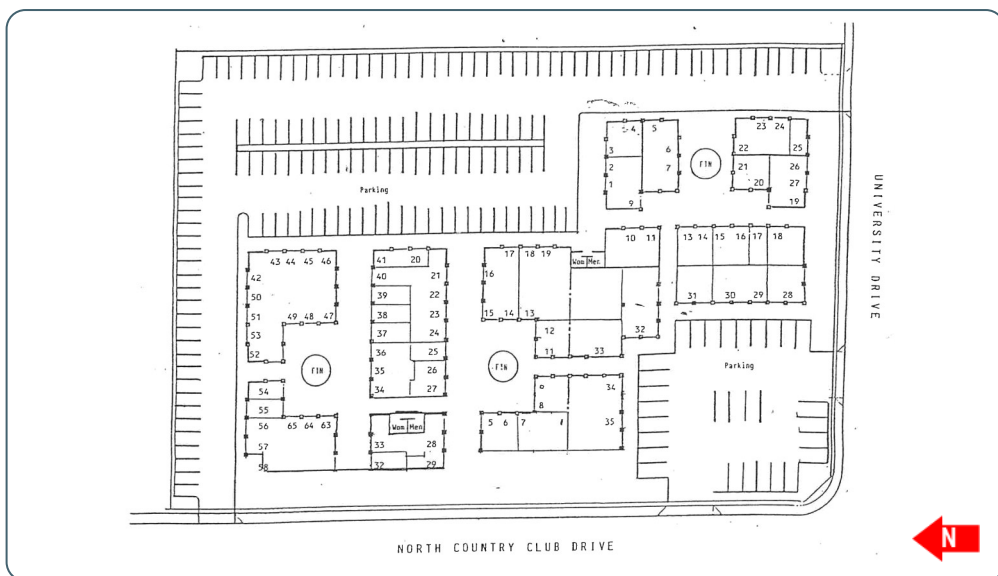 4 5
3 6
2 7
1
9
FTN
23 24
22 25
21 26
20 27
19
Parking
10 11
13 14 15 16 17 18
31 30 29 28
32
Wom Men
17 18 19
16
15 14 13
12
11 33
43 44 45 46
42
50
51 49 48 47
53
52
41 20
40 21
39 22
38 23
37 24
36 25
35 26
34 27
FTN
FTN
34
8
5 6 7 35
54
55
56 65 64 63
57
58
Wom Men
33 28
32 29
Parking
UNIVERSITY DRIVE
NORTH COUNTRY CLUB DRIVE
N